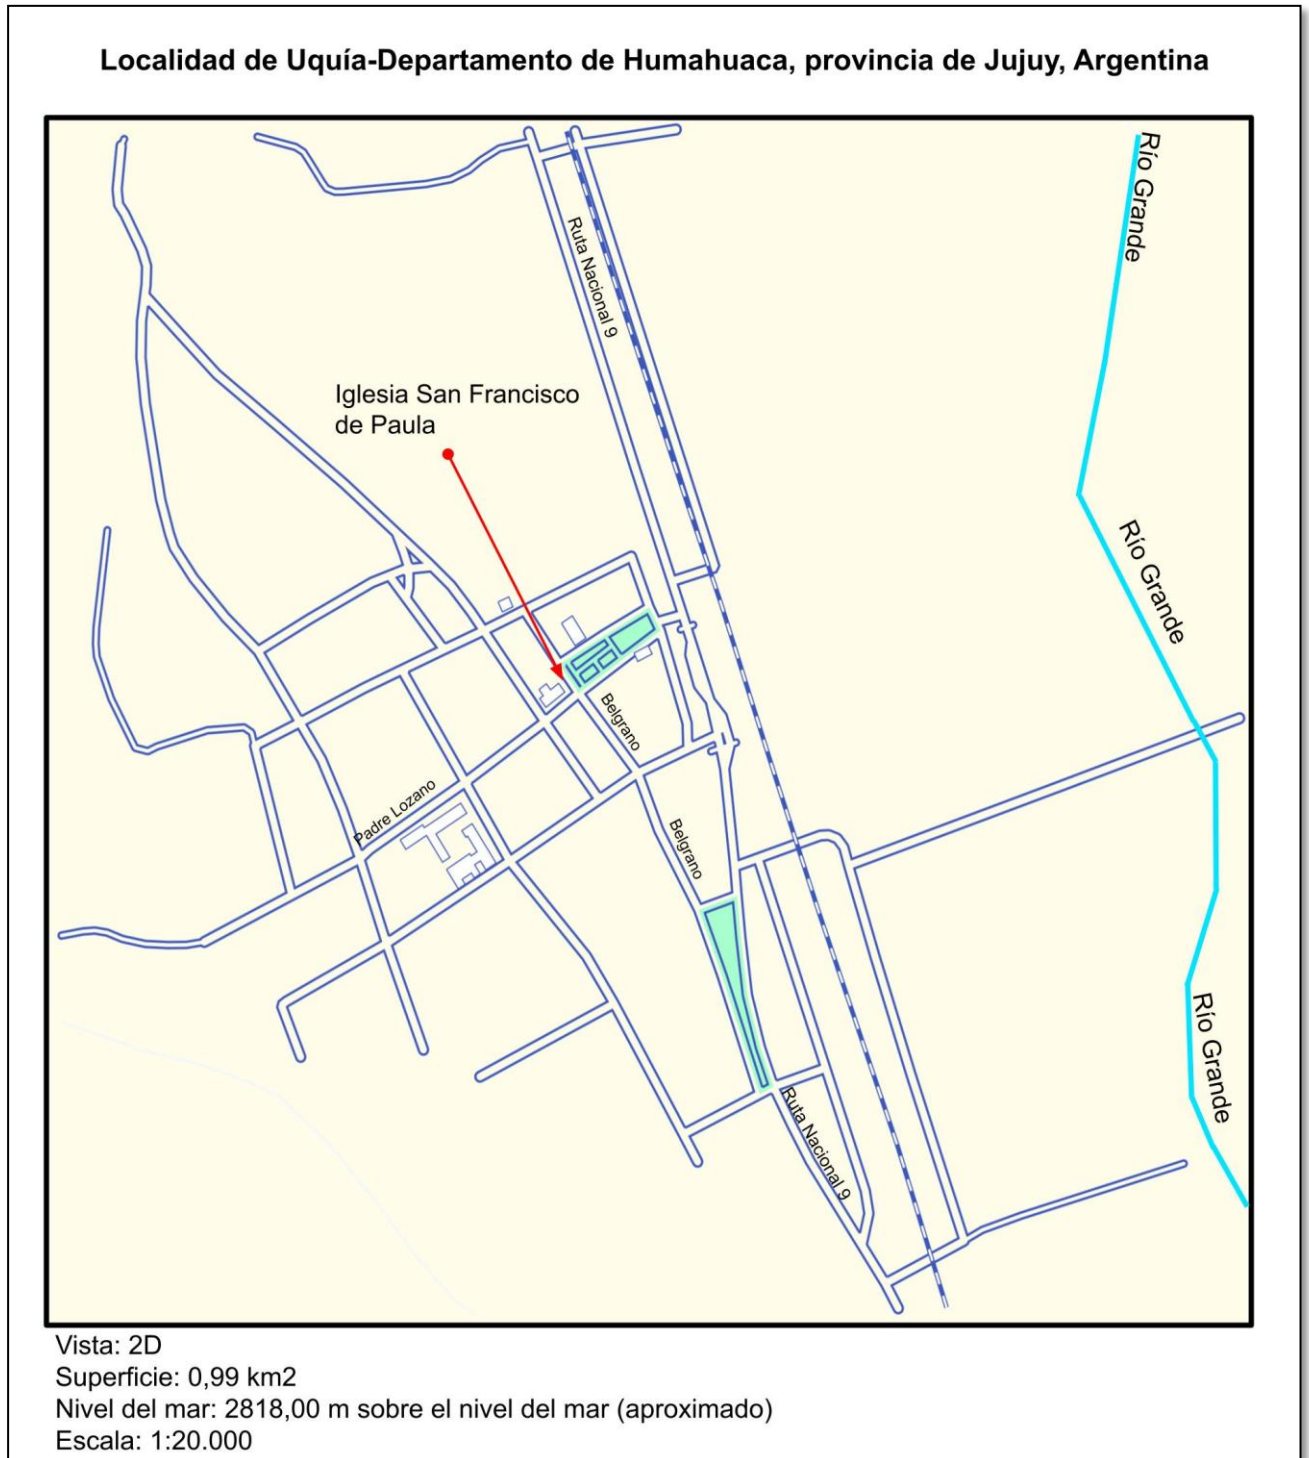 Localidad de Uquía-Departamento de Humahuaca, provincia de Jujuy, Argentina
Río Grande
Ruta Nacional 9
Iglesia San Francisco
de Paula
Río Grande
Belgrano
Padre Lozano
Belgrano
Río Grande
Ruta Nacional 9
Vista: 2D
Superficie: 0,99 km2
Nivel del mar: 2818,00 m sobre el nivel del mar (aproximado)
Escala: 1:20.000